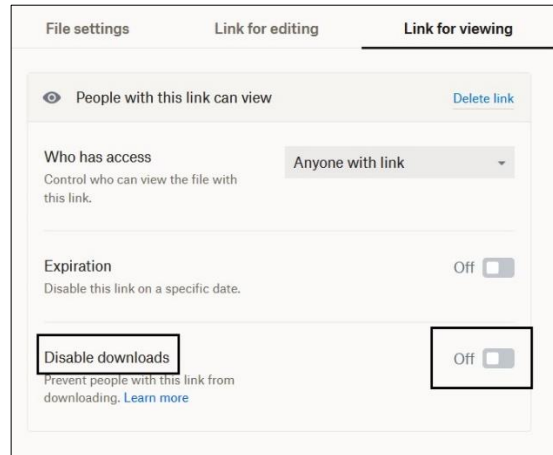 File settings Link for editing Link for viewing
People with this link can view Delete link
Who has access Anyone with link
Control who can view the file with
this link.
Expiration Off
Disable this link on a specific date.
Disable downloads Off
Prevent people with this link from
downloading. Learn more